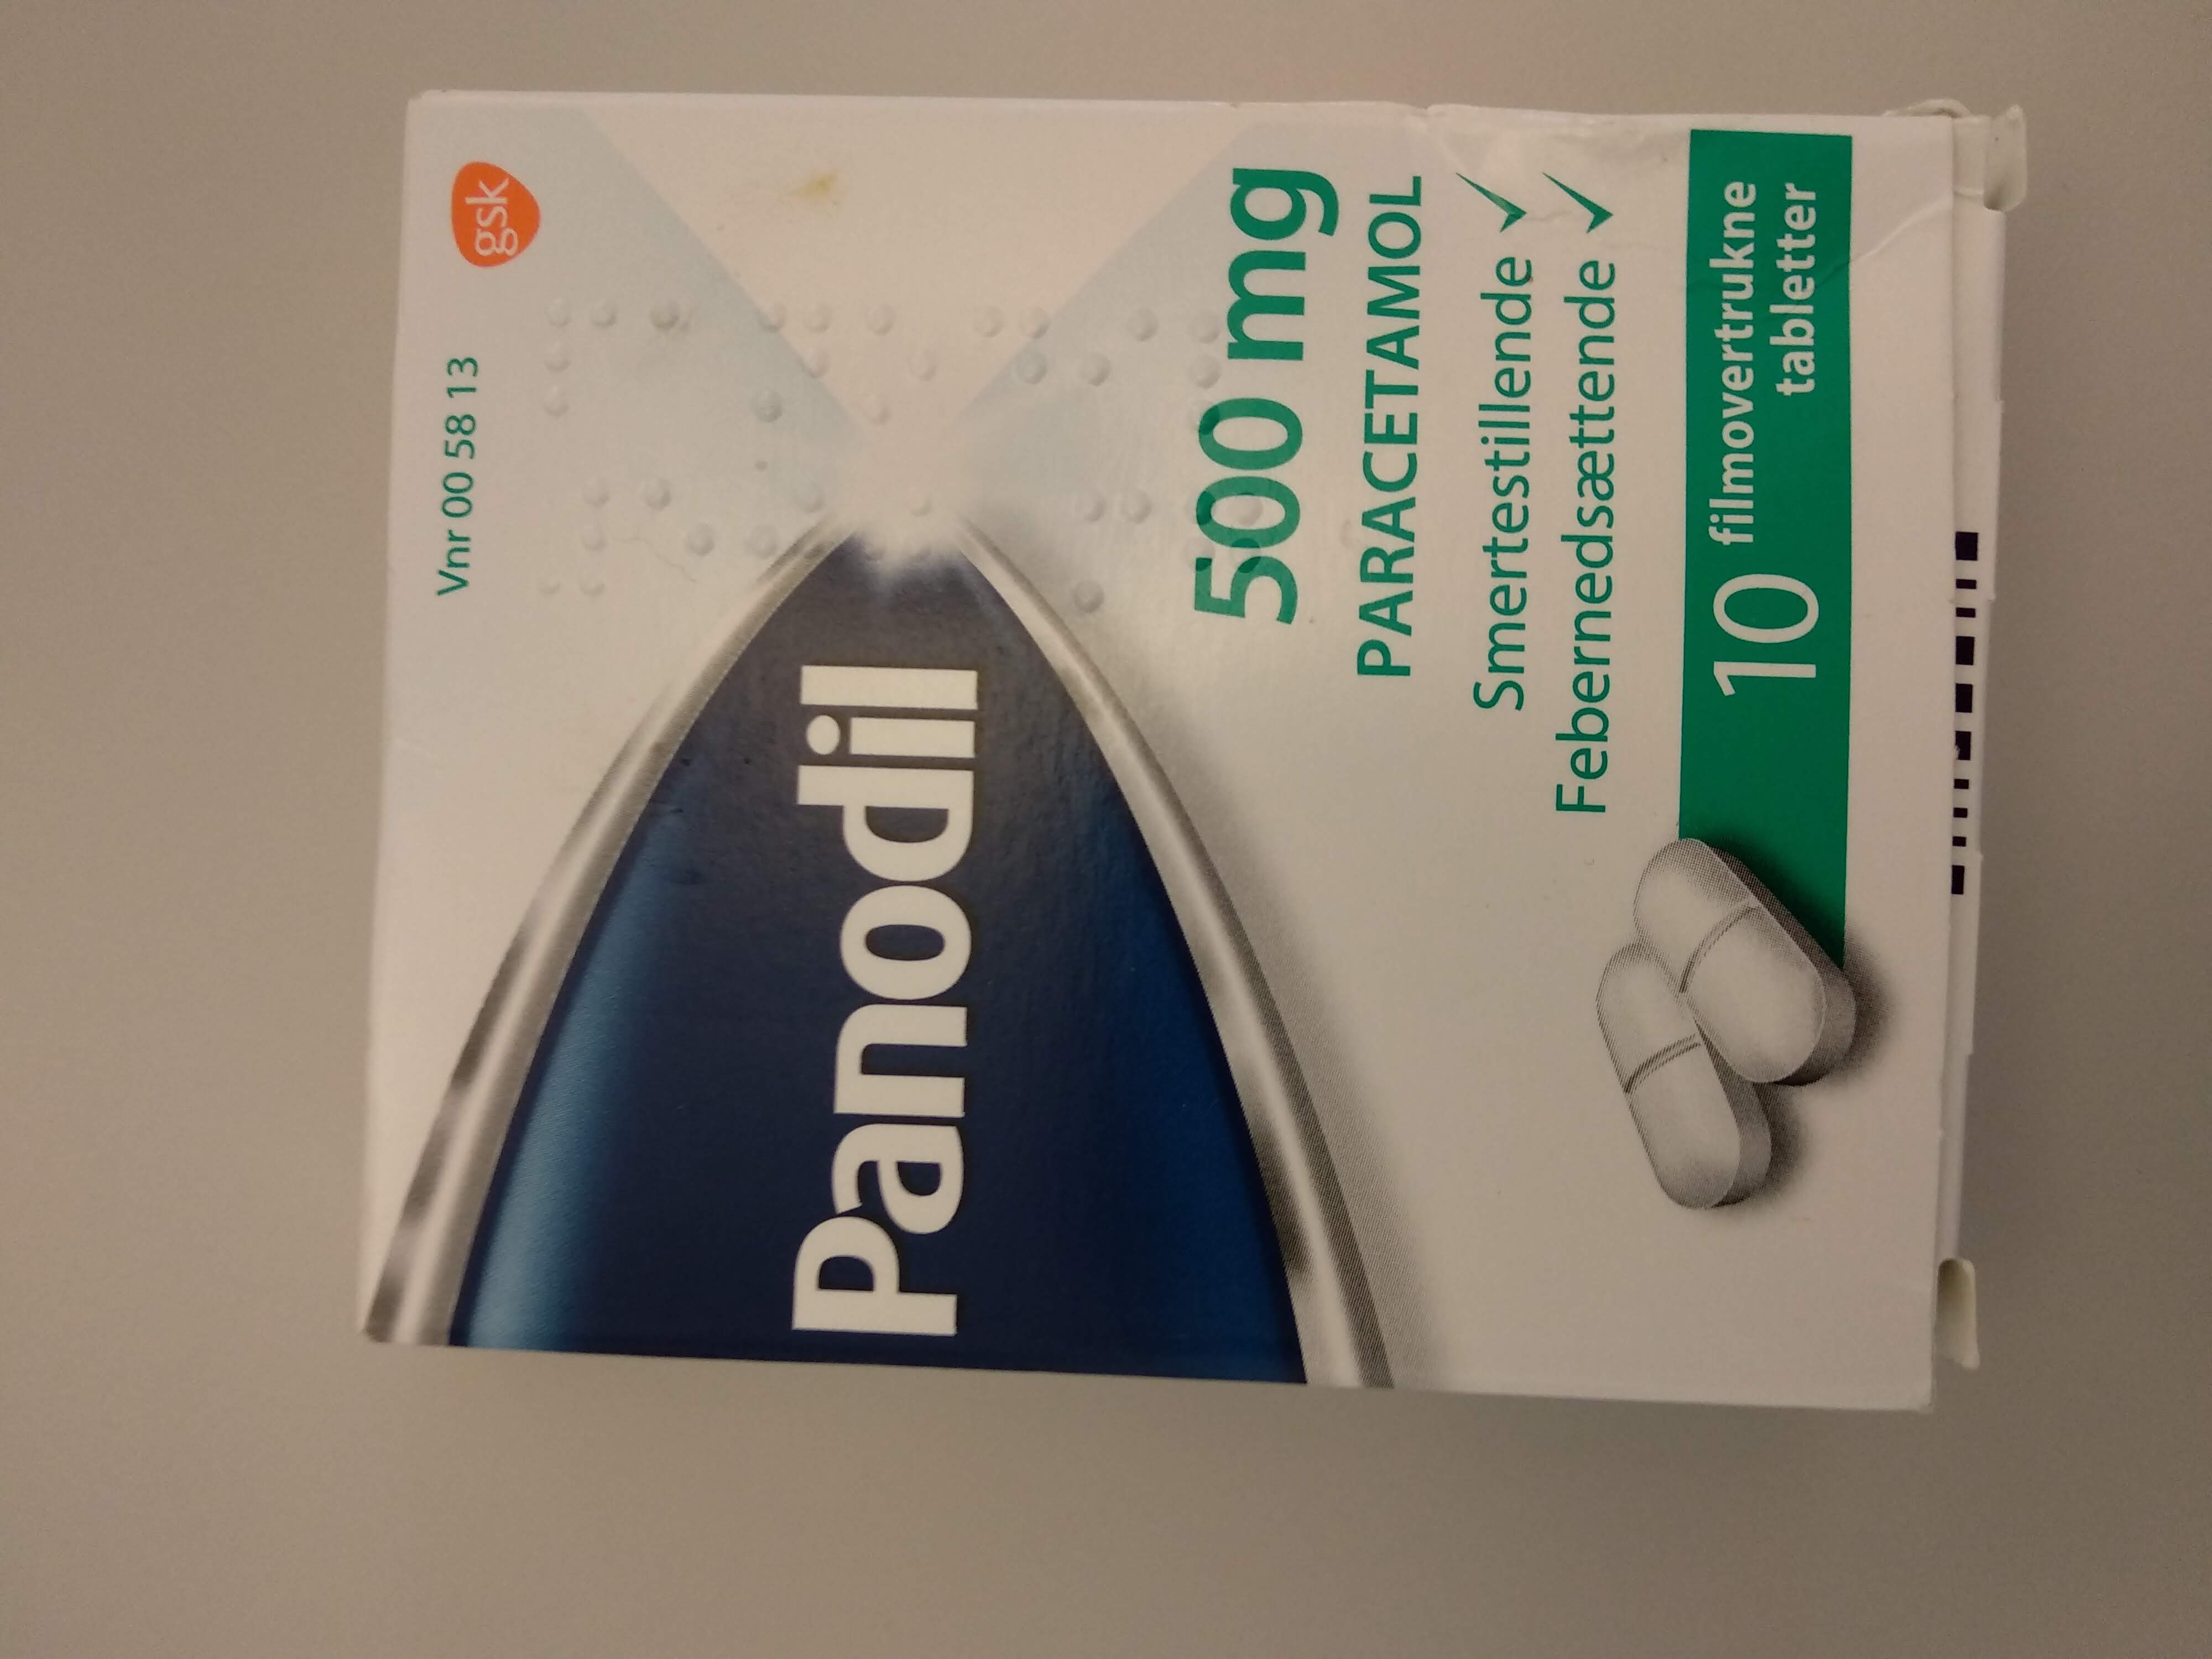 Vnr 00 58 13
gsk
Panodil
500 mg
PARACETAMOL
Smertestillende
Febernedsættende
10 filmovertrukne
tabletter